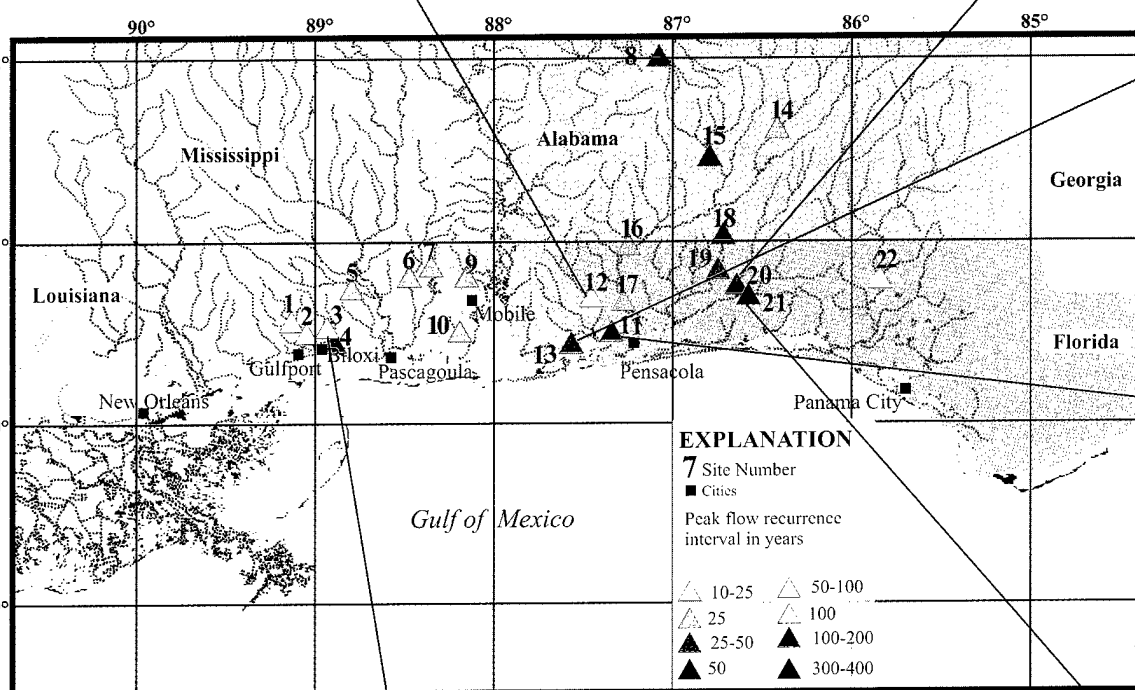 90° 89° 88° 87° 86° 85°
8
14
Alabama
15
Mississippi
Georgia
18
16
19
22
6 7 9
5
20
Louisiana
12 17
21
1
Mobile
2 3
10
11
4
13
Biloxi
Florida
Gulfport
Pascagoula
Pensacola
New Orleans
Panama City
EXPLANATION
7 Site Number
Cities
Gulf of Mexico
Peak flow recurrence
interval in years
10-25 50-100
25 100
25-50 100-200
50 300-400